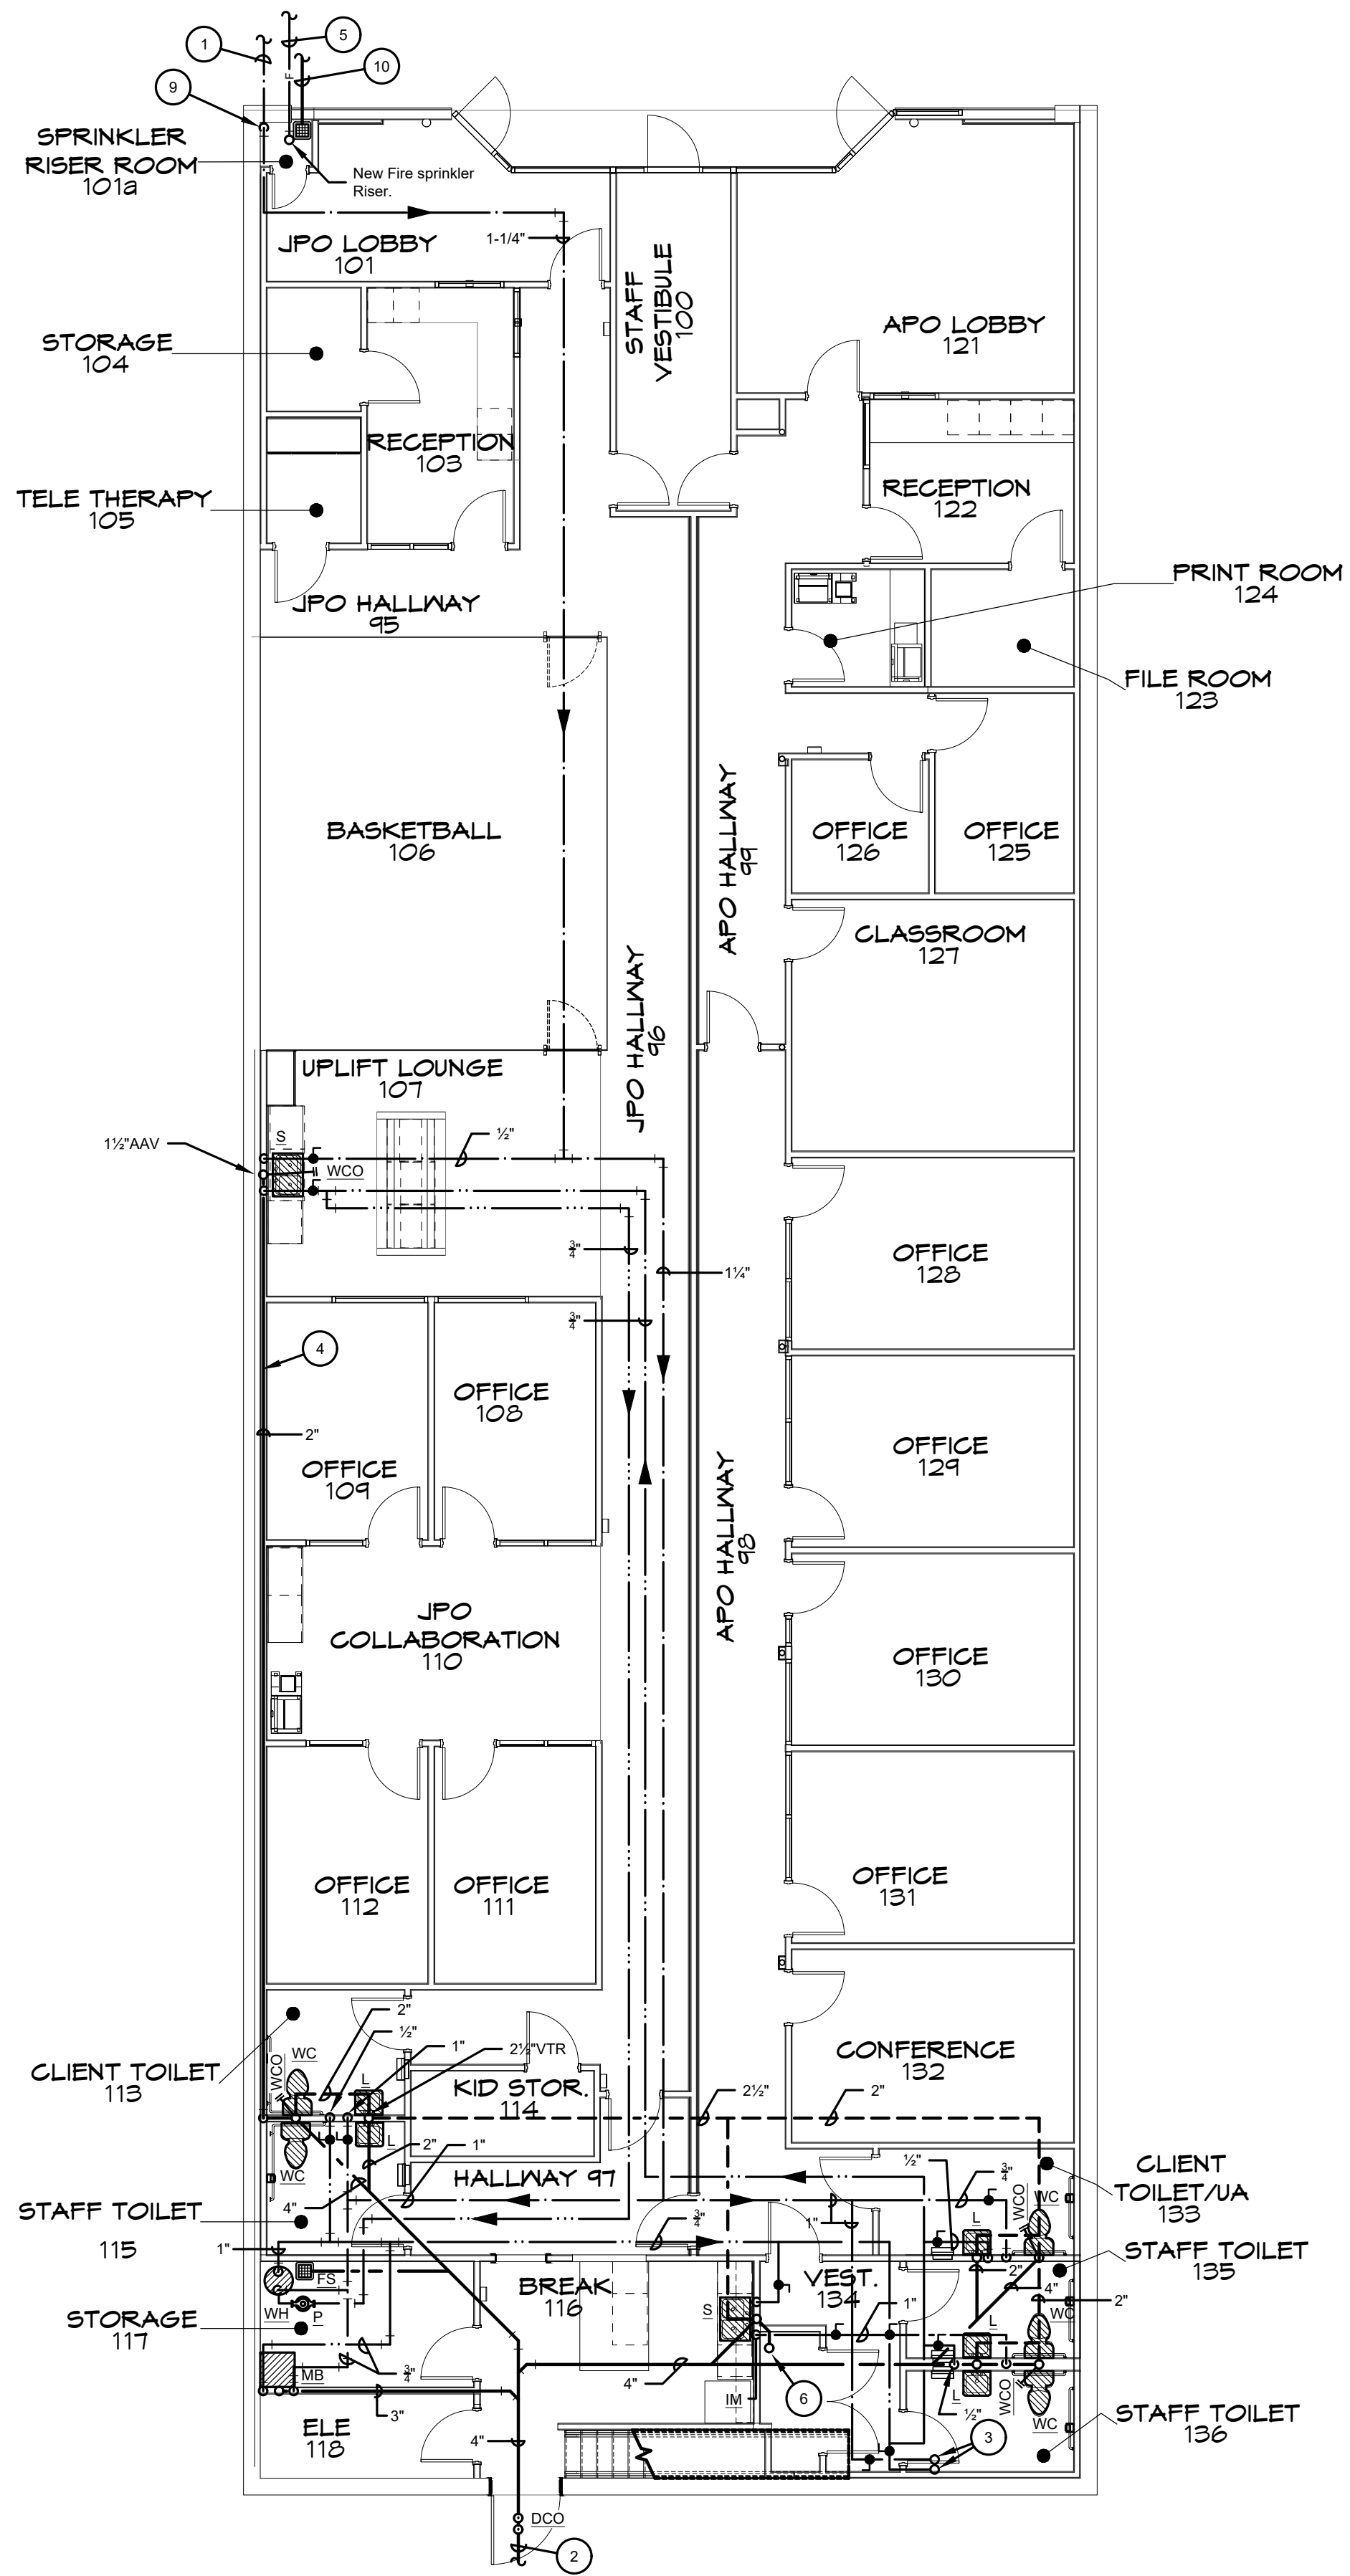 1
5
10
9
F
SPRINKLER
RISER ROOM
101a
New Fire sprinkler
Riser.
JPO LOBBY
101
1-1/4"
STAFF
VESTIBULE
100
APO LOBBY
121
STORAGE
104
RECEPTION
103
TELE THERAPY
105
RECEPTION
122
PRINT ROOM
124
FILE ROOM
123
JPO HALLWAY
95
BASKETBALL
106
APO HALLWAY
99
OFFICE
126
OFFICE
125
CLASSROOM
127
JPO HALLWAY
96
UPLIFT LOUNGE
107
S
½"
1½"AAV
WCO
¾"
1¼"
¾"
OFFICE
128
4
OFFICE
108
2"
OFFICE
109
OFFICE
129
APO HALLWAY
98
JPO
COLLABORATION
110
OFFICE
130
OFFICE
112
OFFICE
111
OFFICE
131
2"
½"
1"
2½"VTR
CONFERENCE
132
CLIENT TOILET
113
WCO
WC
L
KID STOR.
114
2½"
2"
L
2"
1"
WC
HALLWAY 97
½"
¾"
CLIENT
TOILET/UA
133
STAFF TOILET
115
4"
¾"
1"
L
WCO
WC
STAFF TOILET
135
1"
FS
WH
P
BREAK
116
S
VEST.
134
1"
2"
4"
2"
WC
L
STORAGE
117
MB
¾"
3"
4"
IM
6
L
½"
WCO
WC
STAFF TOILET
136
ELE
118
4"
3
DCO
2